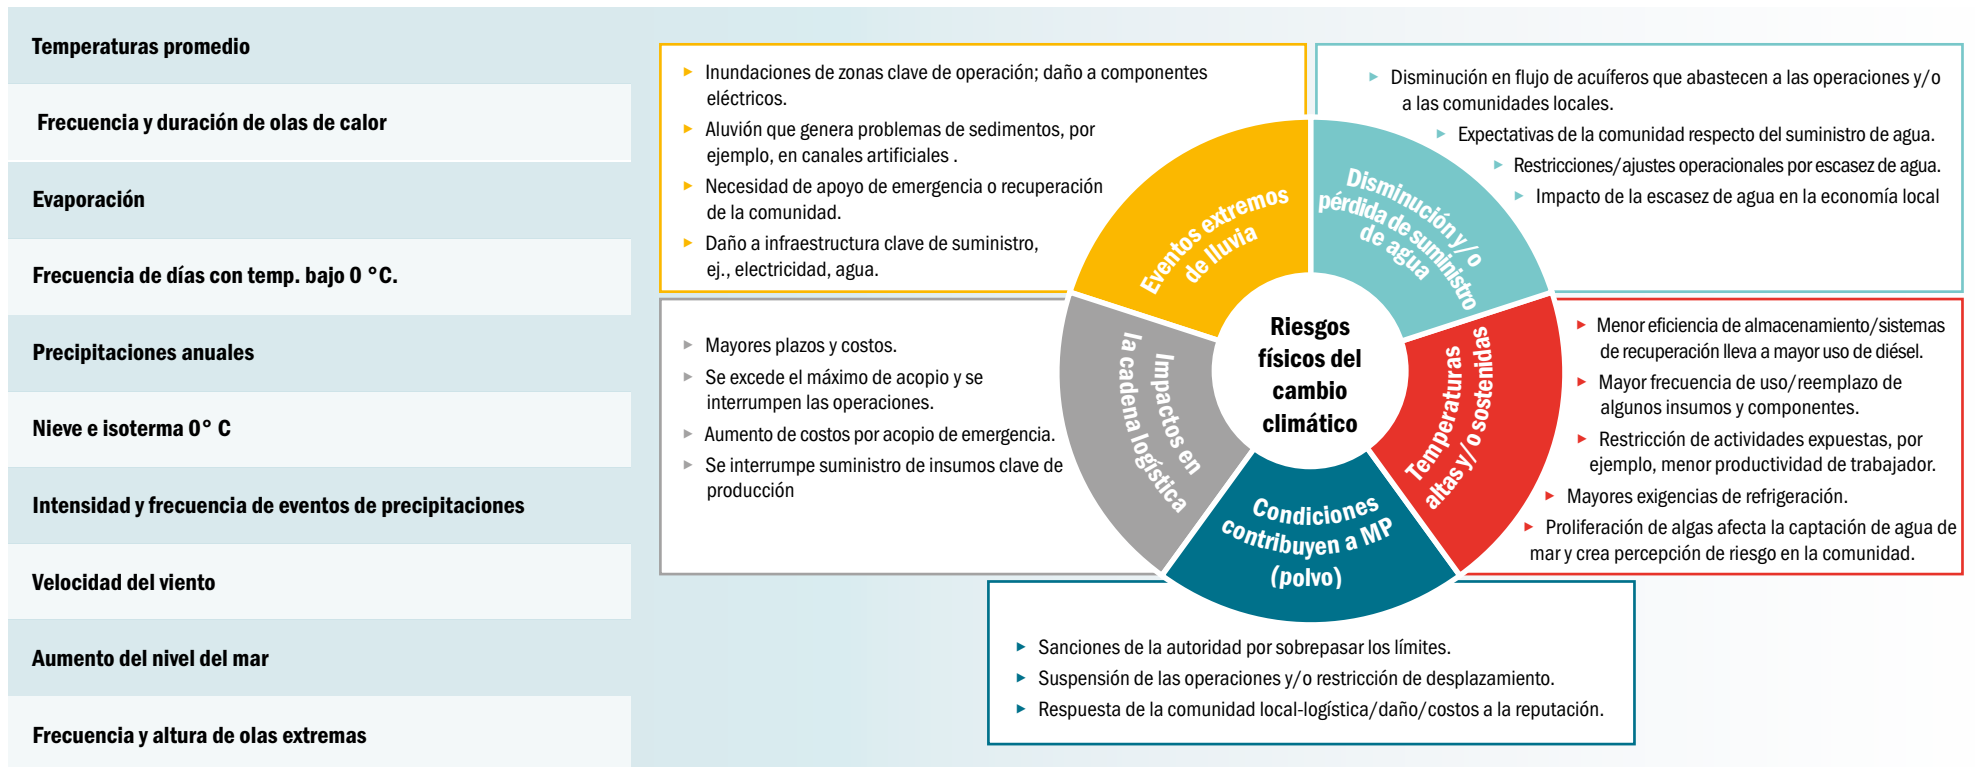 Temperaturas promedio
Frecuencia y duración de olas de calor
Evaporación
Frecuencia de días con temp. bajo 0 °C.
Precipitaciones anuales
Nieve e isoterma 0° C
Intensidad y frecuencia de eventos de precipitaciones
Velocidad del viento
Aumento del nivel del mar
Frecuencia y altura de olas extremas
► Inundaciones de zonas clave de operación; daño a componentes
eléctricos.
► Aluvión que genera problemas de sedimentos, por
ejemplo, en canales artificiales .
► Necesidad de apoyo de emergencia o recuperación
de la comunidad.
► Daño a infraestructura clave de suministro,
ej., electricidad, agua.
► Disminución en flujo de acuíferos que abastecen a las operaciones y/o
a las comunidades locales.
► Expectativas de la comunidad respecto del suministro de agua.
► Restricciones/ajustes operacionales por escasez de agua.
► Impacto de la escasez de agua en la economía local
Eventos extremos
de lluvia
Disminución y/o
pérdida de suministro
de agua
► Mayores plazos y costos.
► Se excede el máximo de acopio y se
interrumpen las operaciones.
► Aumento de costos por acopio de emergencia.
► Se interrumpe suministro de insumos clave de
producción
Impactos en
la cadena logística
Riesgos
físicos del
cambio
climático
Temperaturas
altas y/o sostenidas
► Menor eficiencia de almacenamiento/sistemas
de recuperación lleva a mayor uso de diésel.
► Mayor frecuencia de uso/reemplazo de
algunos insumos y componentes.
► Restricción de actividades expuestas, por
ejemplo, menor productividad de trabajador.
► Mayores exigencias de refrigeración.
► Proliferación de algas afecta la captación de agua de
mar y crea percepción de riesgo en la comunidad.
Condiciones
contribuyen a MP
(polvo)
► Sanciones de la autoridad por sobrepasar los límites.
► Suspensión de las operaciones y/o restricción de desplazamiento.
► Respuesta de la comunidad local-logística/daño/costos a la reputación.